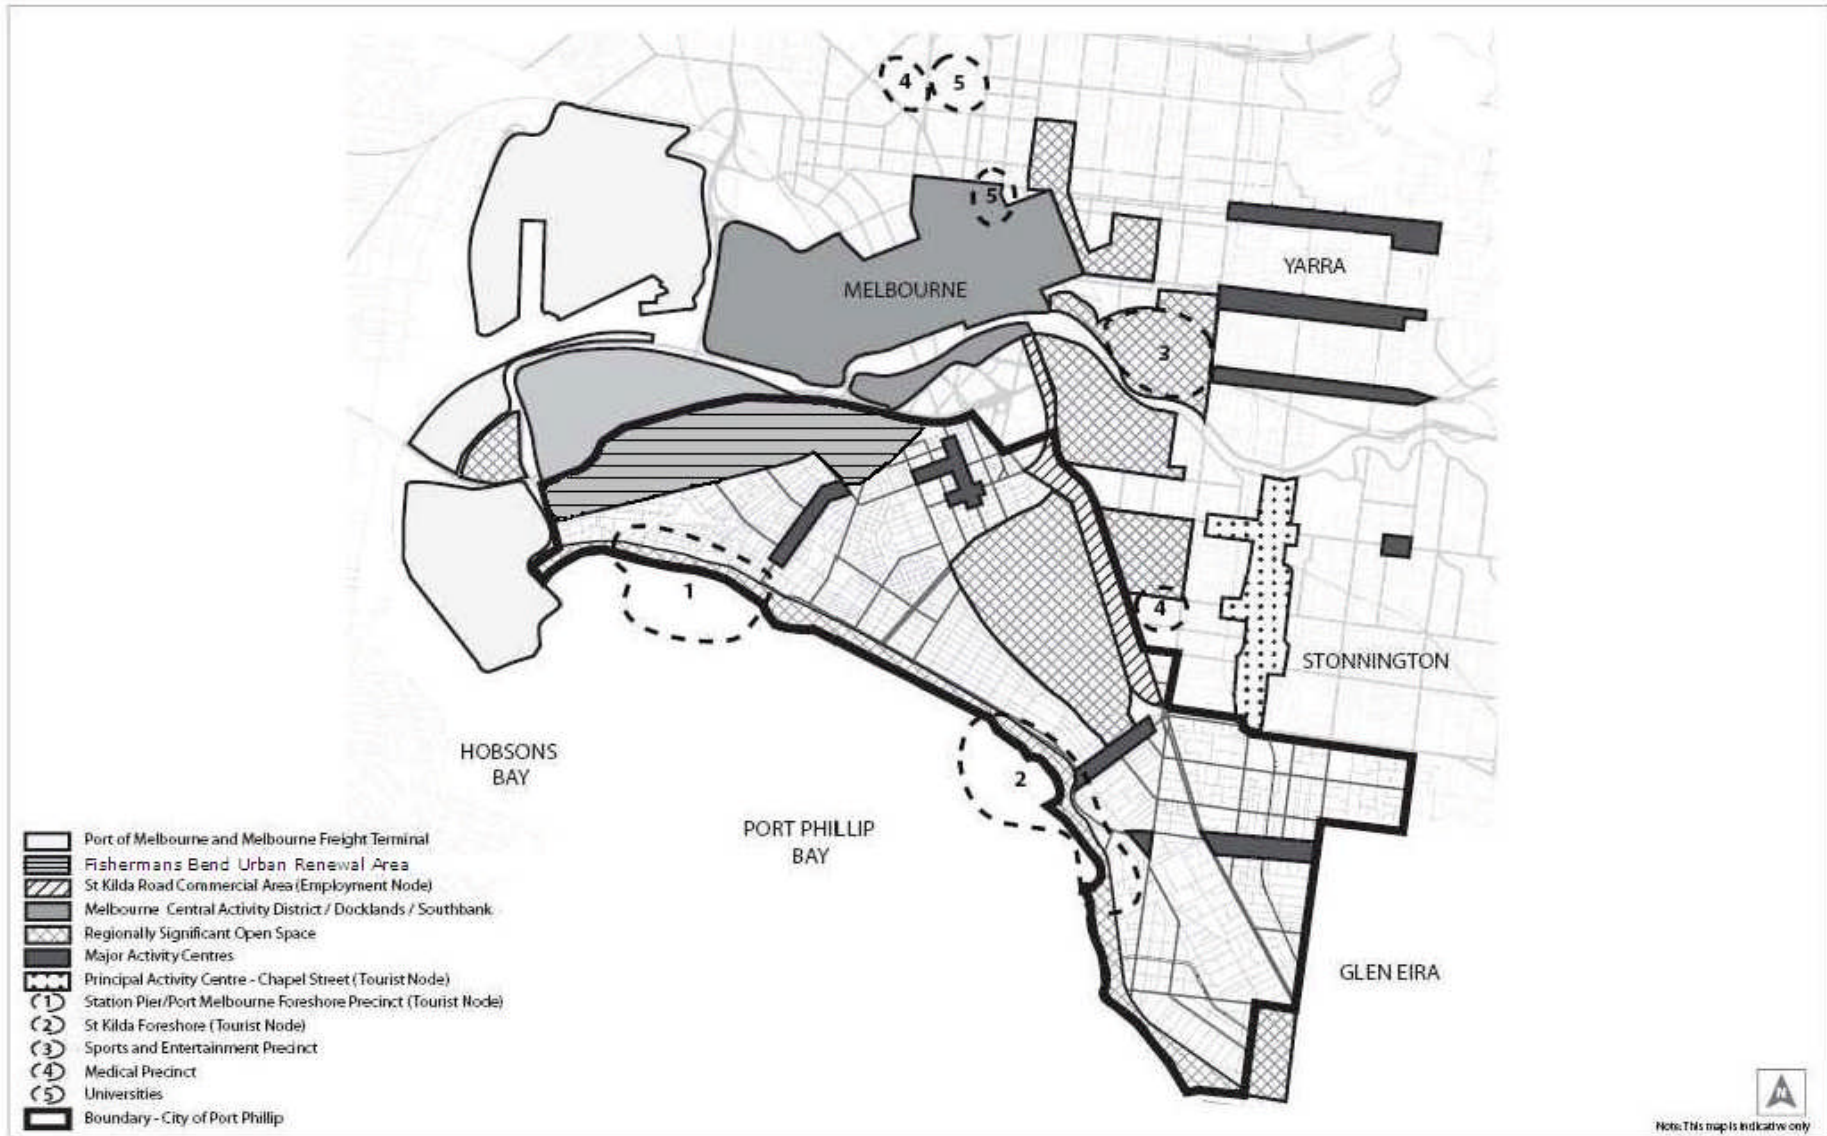 4
5
5
YARRA
MELBOURNE
3
1
4
STONNINGTON
HOBSONS
BAY
2
PORT PHILLIP
BAY
GLEN EIRA
Port of Melbourne and Melbourne Freight Terminal
Fishermans Bend Urban Renewal Area
St Kilda Road Commercial Area (Employment Node)
Melbourne Central Activity District / Docklands / Southbank
Regionally Significant Open Space
Major Activity Centres
Principal Activity Centre - Chapel Street (Tourist Node)
1 Station Pier/Port Melbourne Foreshore Precinct (Tourist Node)
2 St Kilda Foreshore (Tourist Node)
3 Sports and Entertainment Precinct
4 Medical Precinct
5 Universities
Boundary - City of Port Phillip
N
Note: This map is indicative only